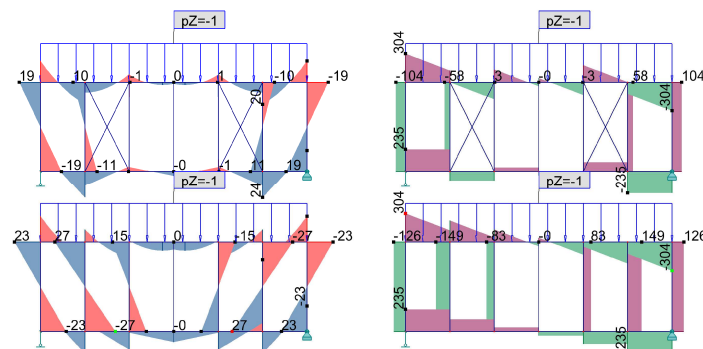 pZ=-1 pZ=-1
304
19 10 -1 0 1 -10 -19
-104 -58 -3 -0 -3 58 104
20 -304
235
-19 -11 -0 -1 11 19
24 -235
pZ=-1 pZ=-1
304
23 27 -15 0 -15 -27 -23
-126 -149 -83 -0 83 149 126
-304
-23 235
-23 -27 -0 27 23
235